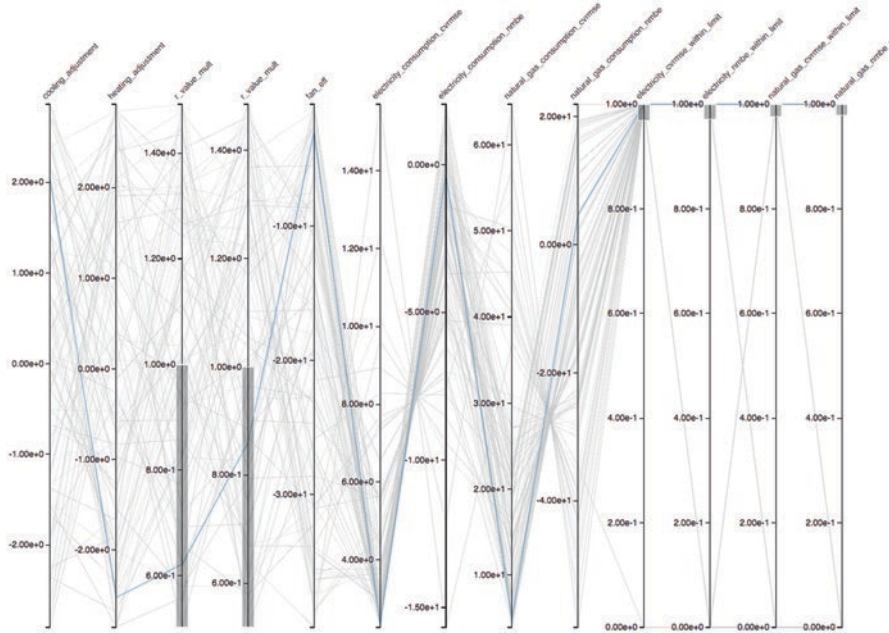 cooling_adjustment
heating_adjustment
r_value_mult
r_value_mult
fan_off
electricity_consumption_cvrmse
electricity_consumption_nmbe
natural_gas_consumption_cvrmse
natural_gas_consumption_nmbe
electricity_cvrmse_within_limit
electricity_nmbe_within_limit
natural_gas_cvrmse_within_limit
natural_gas_nmbe_
2.00e+0
1.00e+0
0.00e+0
-1.00e+0
-2.00e+0
2.00e+0
1.00e+0
0.00e+0
-1.00e+0
-2.00e+0
1.40e+0
1.20e+0
1.00e+0
8.00e-1
6.00e-1
1.40e+0
1.20e+0
1.00e+0
8.00e-1
6.00e-1
-1.00e+1
-2.00e+1
-3.00e+1
1.40e+1
1.20e+1
1.00e+1
8.00e+0
6.00e+0
4.00e+0
0.00e+0
-5.00e+0
-1.00e+1
-1.50e+1
6.00e+1
5.00e+1
4.00e+1
3.00e+1
2.00e+1
1.00e+1
2.00e+1
0.00e+0
-2.00e+1
-4.00e+1
1.00e+0
8.00e-1
6.00e-1
4.00e-1
2.00e-1
0.00e+0
1.00e+0
8.00e-1
6.00e-1
4.00e-1
2.00e-1
0.00e+0
1.00e+0
8.00e-1
6.00e-1
4.00e-1
2.00e-1
0.00e+0
1.00e+0
8.00e-1
6.00e-1
4.00e-1
2.00e-1
0.00e+0